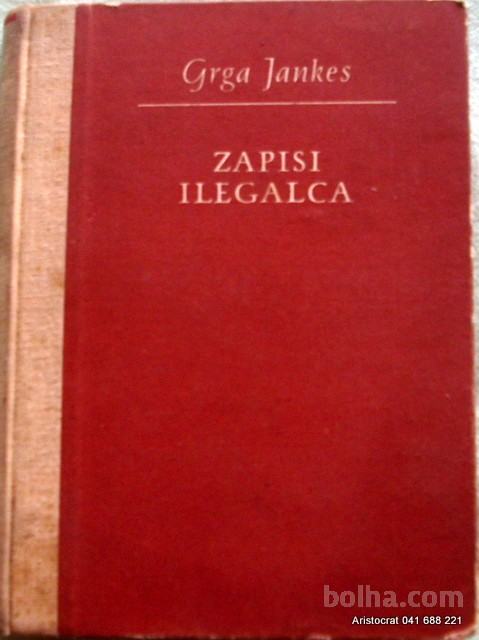 Grga Jankes
ZAPISI
ILEGALCA
bolha.com
Aristocrat 041 688 221